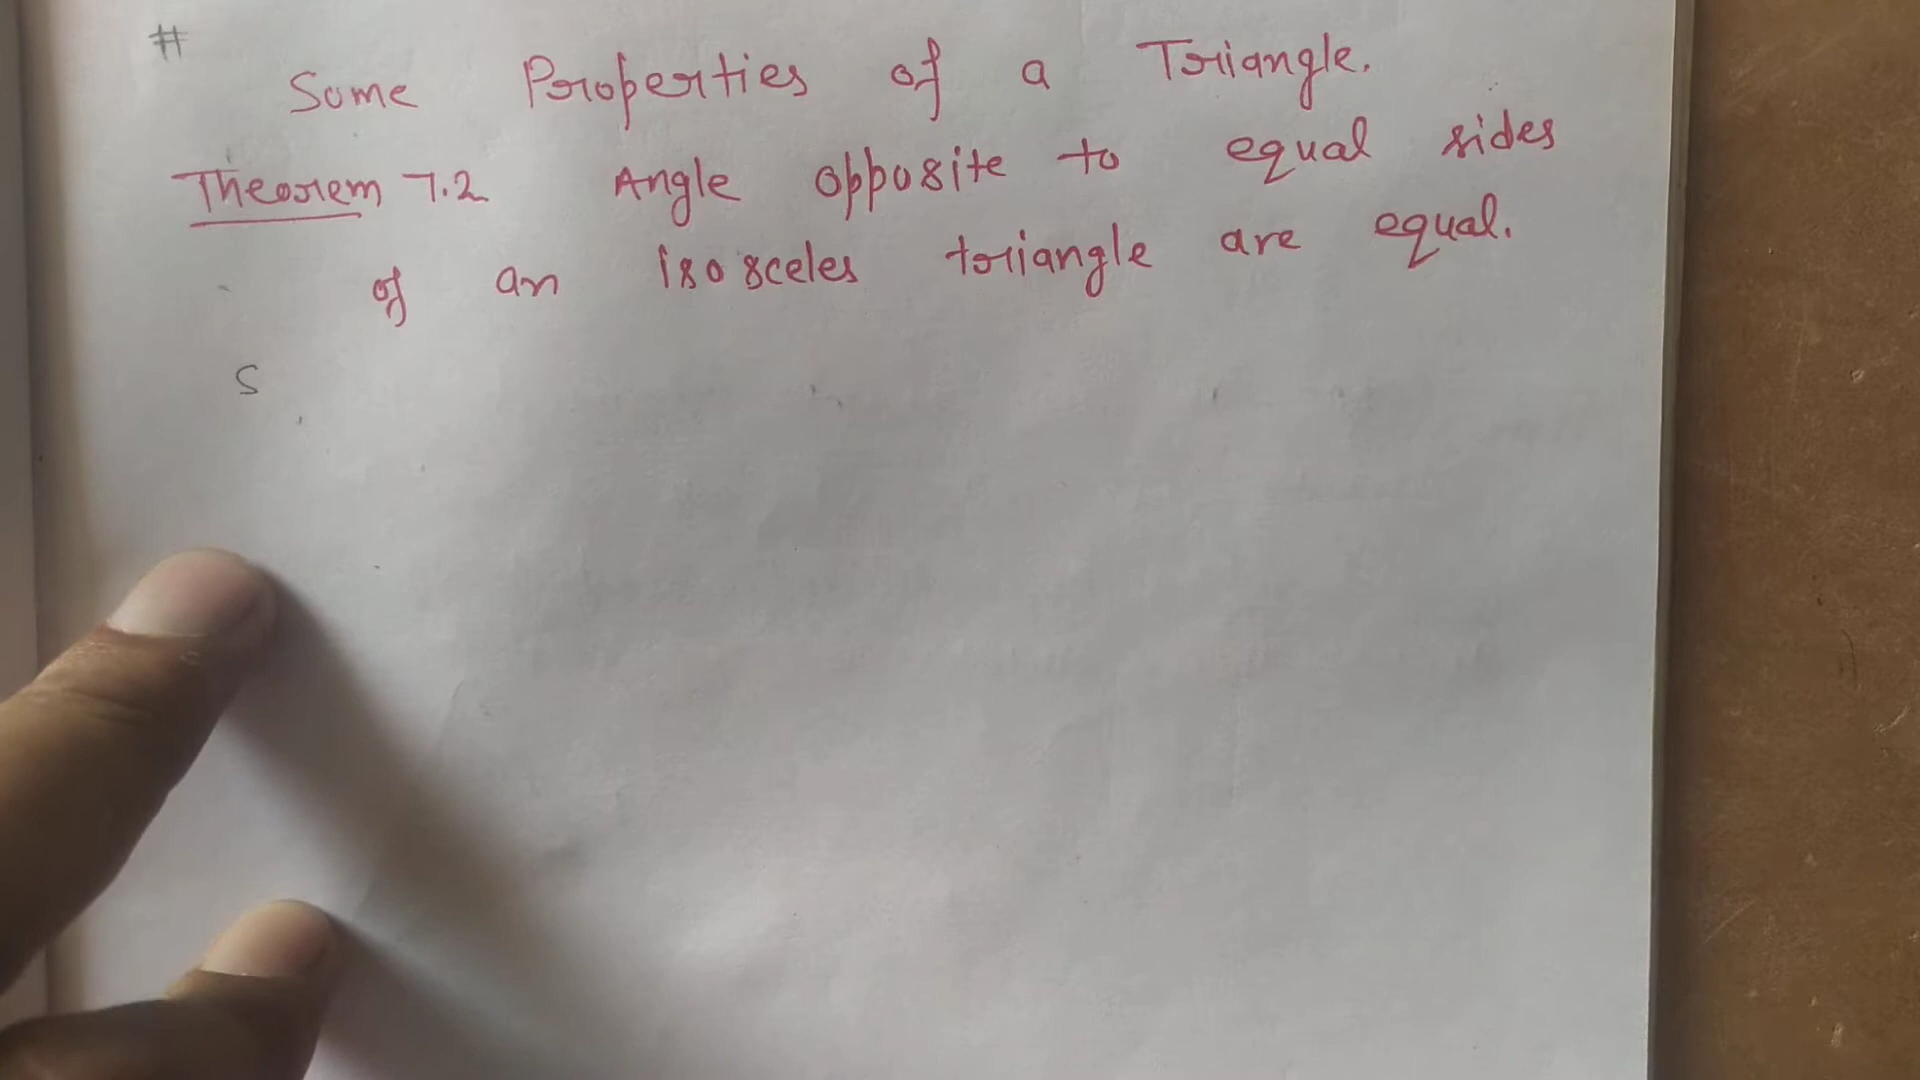 #
Some Properties of a Triangle.
Theorem 7.2 Angle opposite to equal sides
of an isosceles triangle are equal.
S